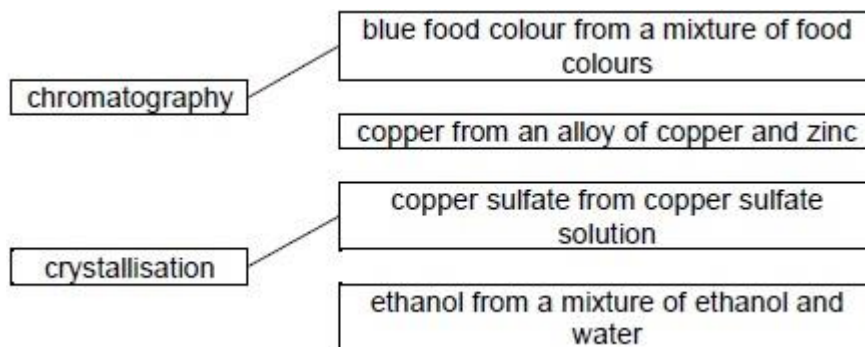 blue food colour from a mixture of food
colours
chromatography
copper from an alloy of copper and zinc
copper sulfate from copper sulfate
solution
crystallisation
ethanol from a mixture of ethanol and
water